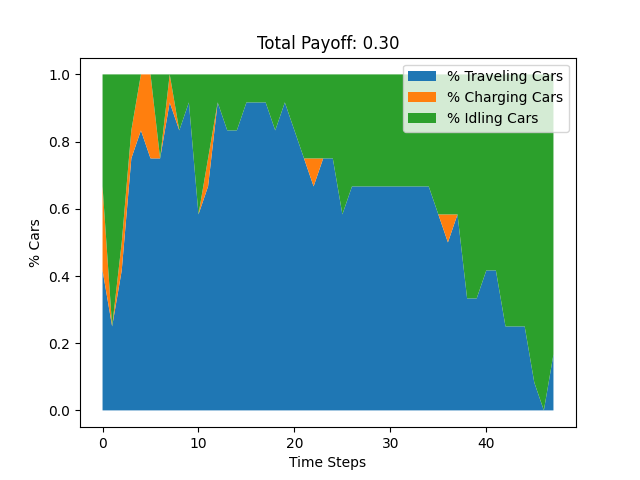 Total Payoff: 0.30
% Traveling Cars
% Charging Cars
% Idling Cars
% Cars
1.0
0.8
0.6
0.4
0.2
0.0
0 10 20 30 40
Time Steps